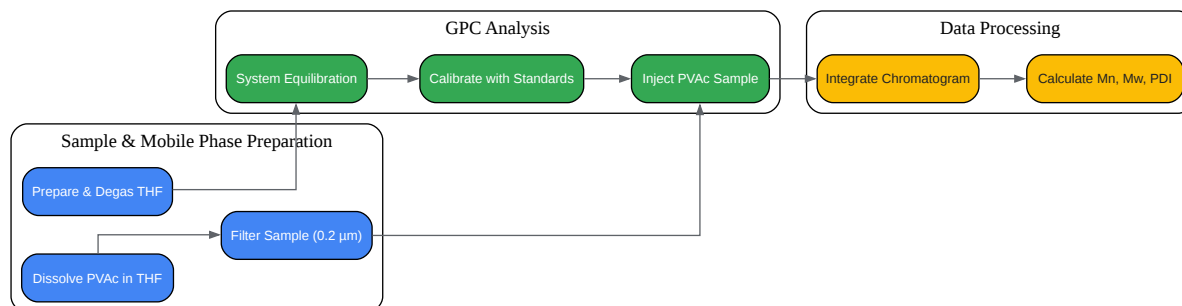 GPC Analysis
System Equilibration
Calibrate with Standards
Inject PVAc Sample
Data Processing
Integrate Chromatogram
Calculate Mn, Mw, PDI
Sample & Mobile Phase Preparation
Prepare & Degas THF
Filter Sample (0.2 µm)
Dissolve PVAc in THF